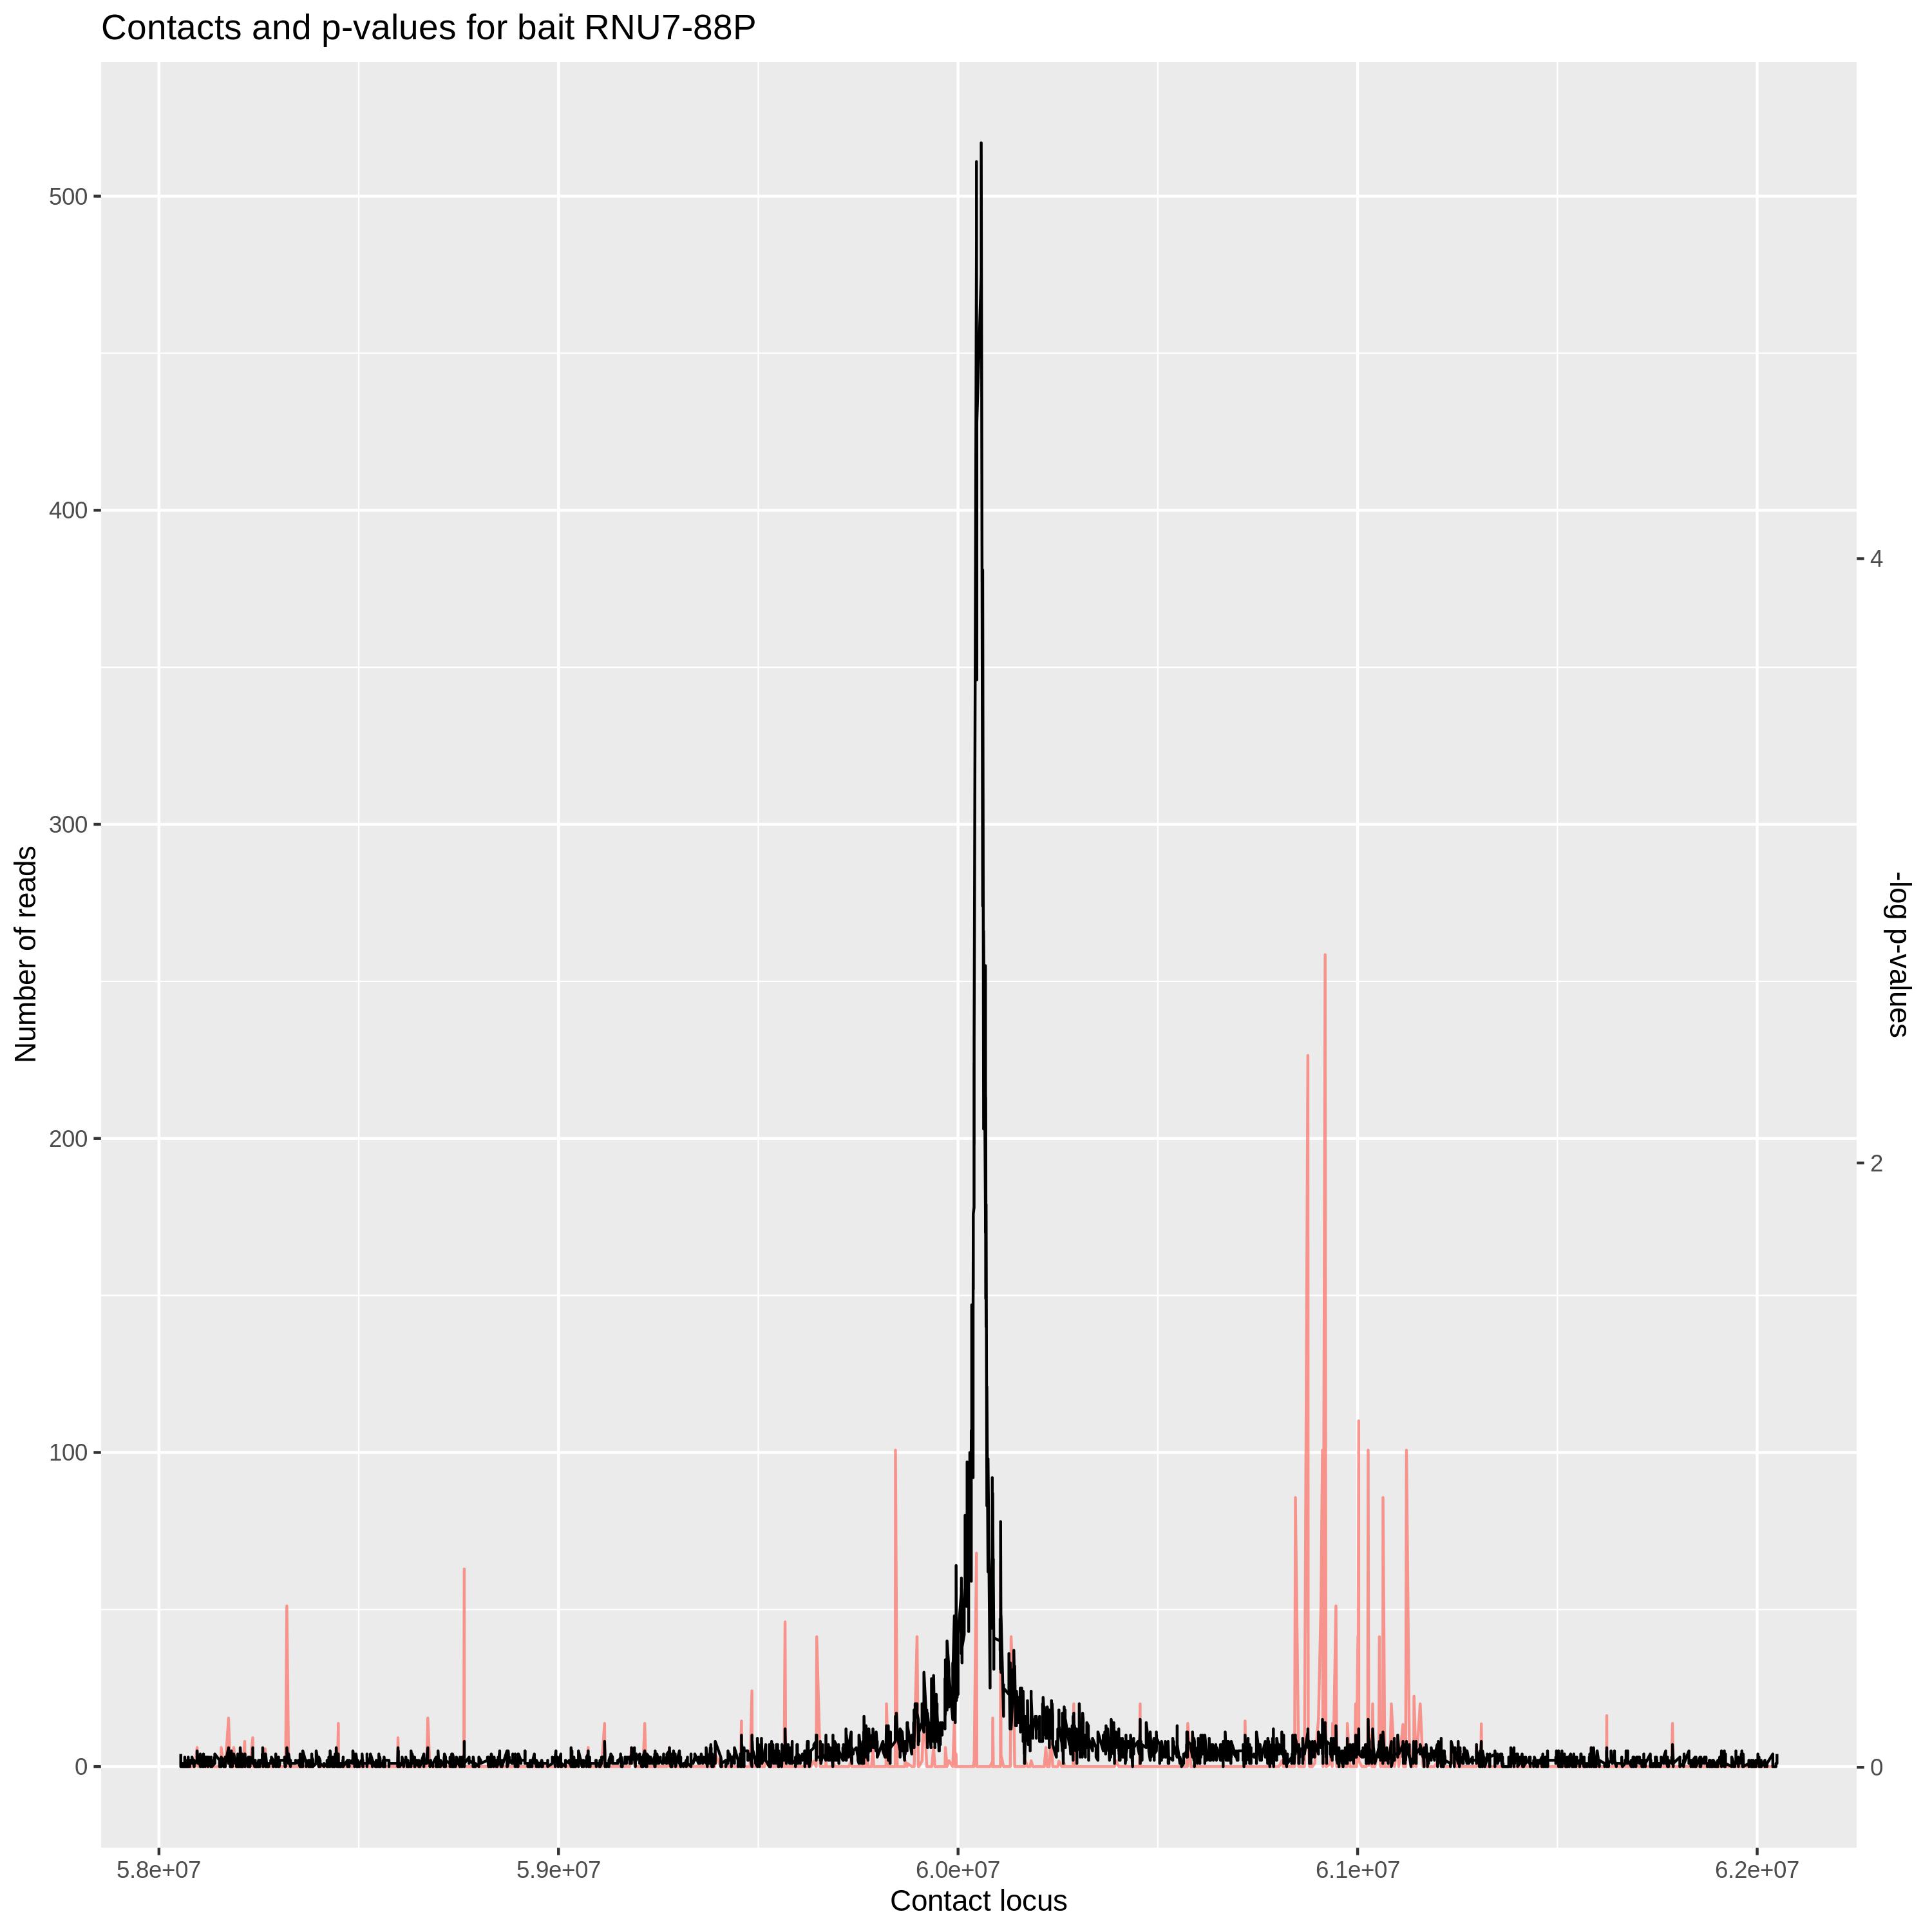 Contacts and p-values for bait RNU7-88P
500
400
300
200
100
0
Number of reads
4
2
0
-log p-values
5.8e+07
5.9e+07
6.0e+07
6.1e+07
6.2e+07
Contact locus